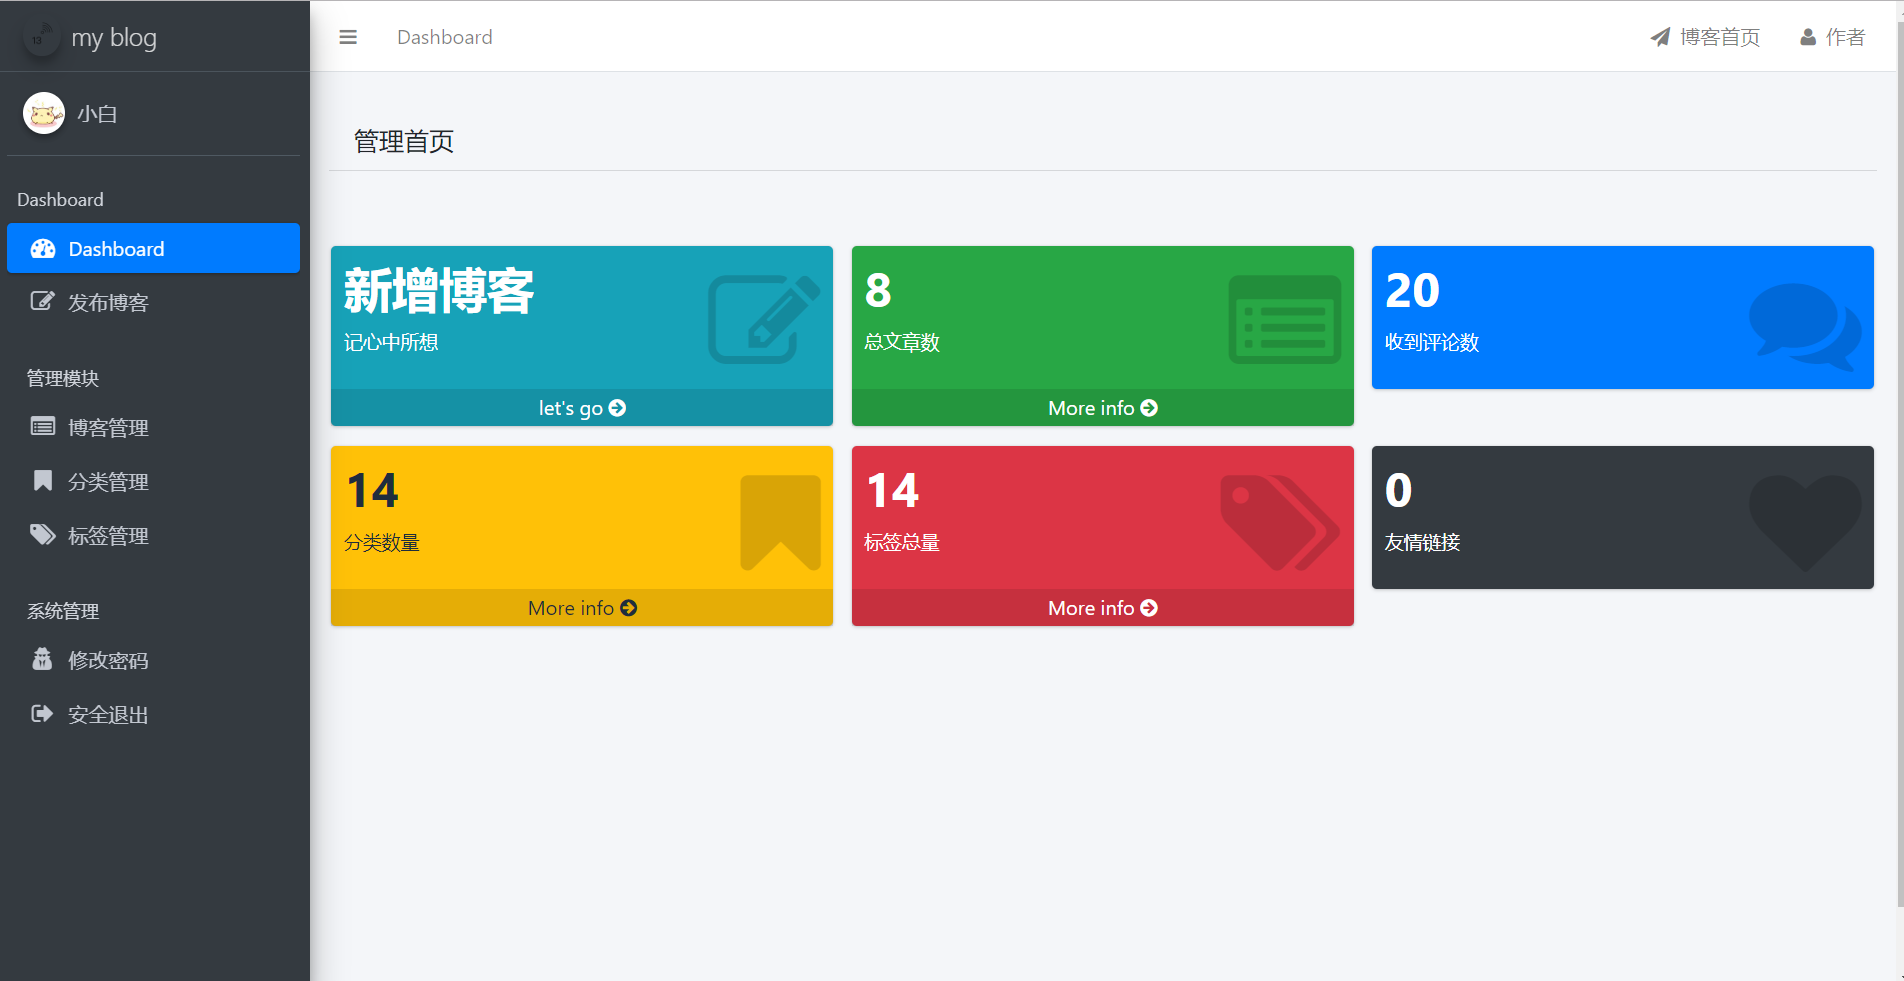 13
my blog
Dashboard
博客首页
作者
小白
Dashboard
Dashboard
发布博客
管理模块
博客管理
分类管理
标签管理
系统管理
修改密码
安全退出
管理首页
新增博客
记心中所想
let's go
8
总文章数
More info
20
收到评论数
14
分类数量
More info
14
标签总量
More info
0
友情链接